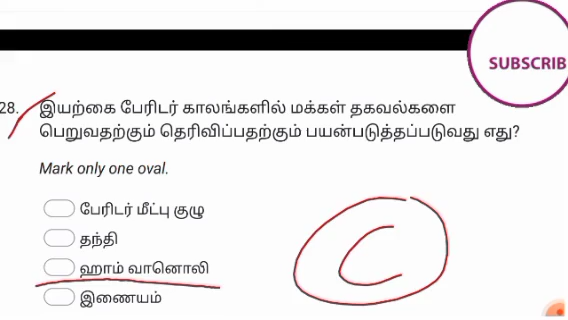 SUBSCRIB
28. இயற்கை பேரிடர் காலங்களில் மக்கள் தகவல்களை
பெறுவதற்கும் தெரிவிப்பதற்கும் பயன்படுத்தப்படுவது எது?
Mark only one oval.
பேரிடர் மீட்பு குழு
தந்தி
ஹாம் வானொலி
C
இணையம்